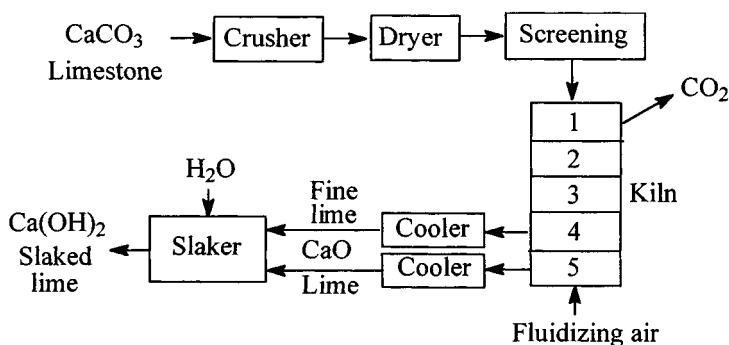 CaCO3
Limestone
Crusher
Dryer
Screening
CO2
1
2
3
4
5
Kiln
H2O
Fine
lime
Cooler
Ca(OH)2
Slaked
lime
Slaker
CaO
Lime
Cooler
Fluidizing air